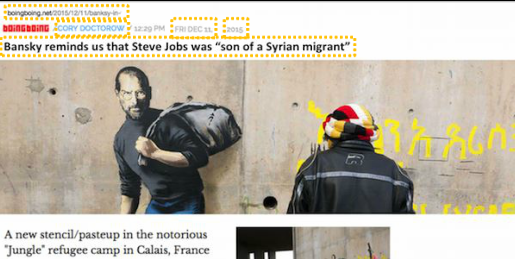 boingboing.net/2015/12/11/banksy-in-
boingboing CORY DOCTOROW 12:29 PM FRI DEC 11, 2015
Bansky reminds us that Steve Jobs was “son of a Syrian migrant”
A new stencil/pasteup in the notorious
"Jungle" refugee camp in Calais, France